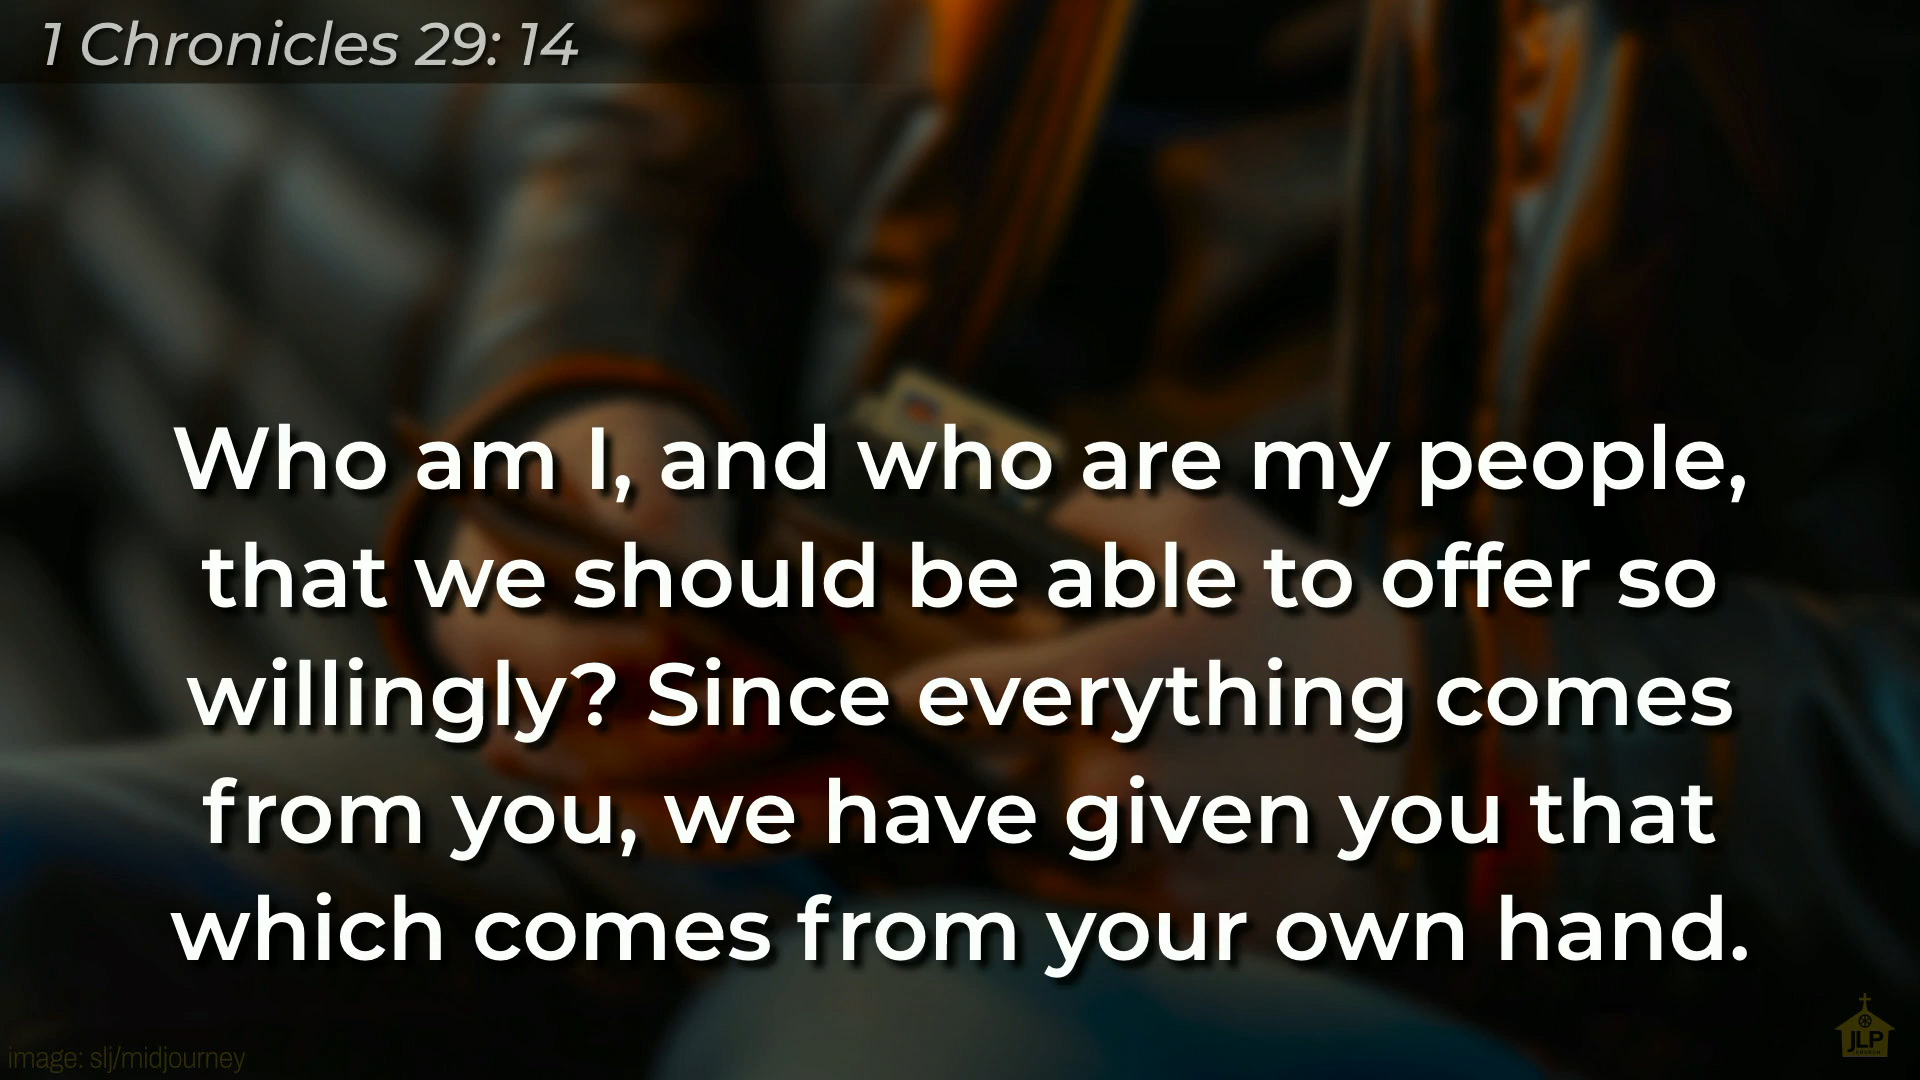 1 Chronicles 29: 14
Who am I, and who are my people,
that we should be able to offer so
willingly? Since everything comes
from you, we have given you that
which comes from your own hand.
image: slj/midjourney
JLP
CHURCH